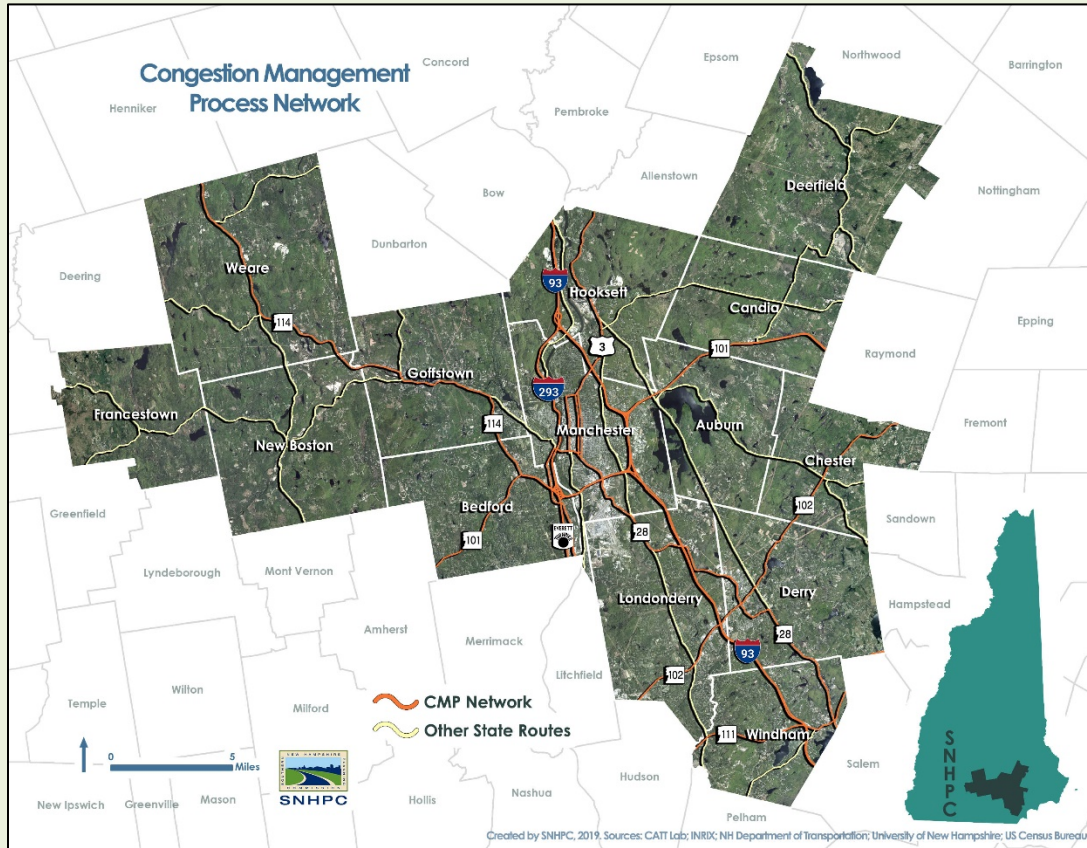 Congestion Management
Process Network
Concord
Epsom
Northwood
Barrington
Henniker
Pembroke
Allenstown
Nottingham
Bow
Deerfield
Dunbarton
Deering
Weare
93
Hooksett
Candia
Epping
114
3
101
Raymond
Goffstown
293
Francestown
114
Manchester
Auburn
Fremont
New Boston
Chester
Bedford
102
Greenfield
101
EVERETT
28
Sandown
Lyndeborough
Mont Vernon
Londonderry
Derry
Hampstead
Amherst
Merrimack
28
93
Litchfield
102
Temple
Wilton
Milford
CMP Network
Other State Routes
111
Windham
Salem
0 5
Miles
NEW HAMPSHIRE
SNHPC
Hudson
SNHPC
New Ipswich
Greenville
Mason
Hollis
Nashua
Pelham
Created by SNHPC, 2019. Sources: CATT Lab; INRIX; NH Department of Transportation; University of New Hampshire; US Census Bureau